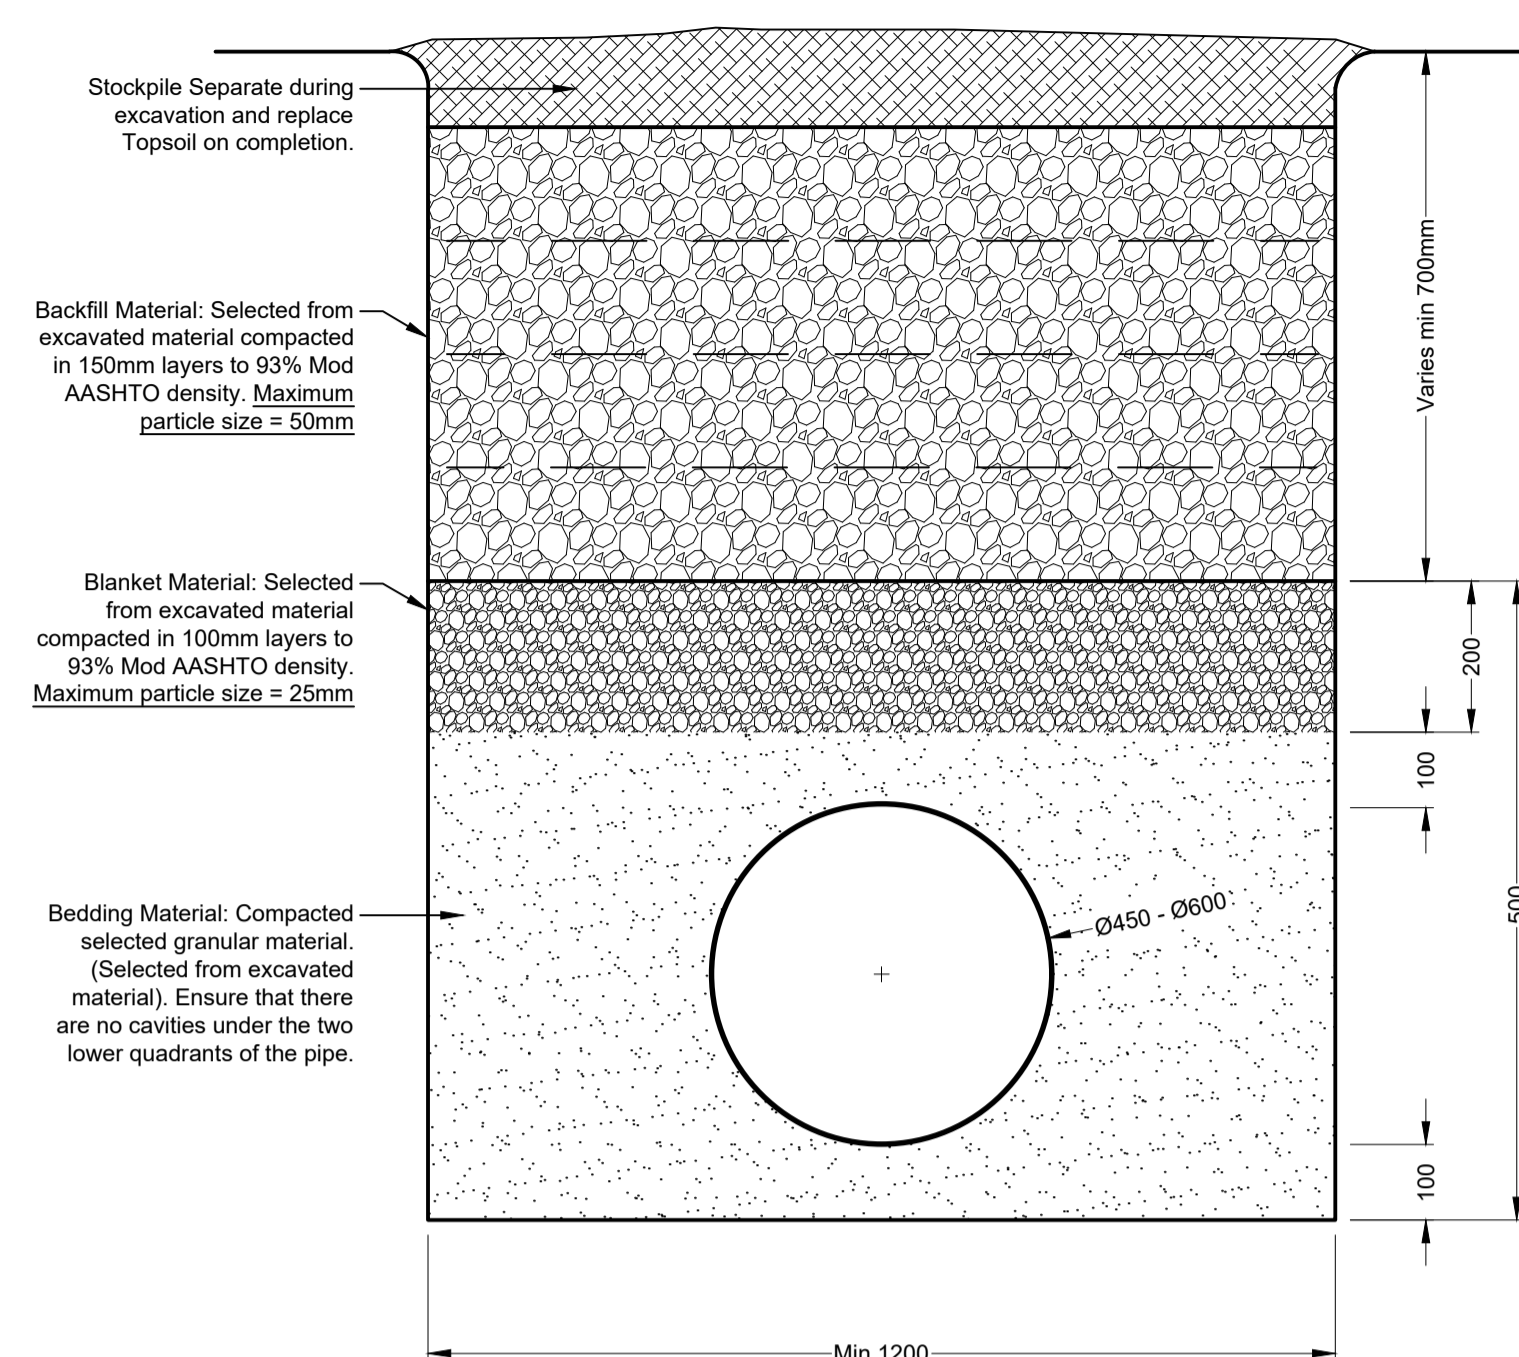 Stockpile Separate during
excavation and replace
Topsoil on completion.
Backfill Material: Selected from
excavated material compacted
in 150mm layers to 93% Mod
AASHTO density. Maximum
particle size = 50mm
Varies min 700mm
Blanket Material: Selected
from excavated material
compacted in 100mm layers to
93% Mod AASHTO density.
Maximum particle size = 25mm
200
100
500
Ø450 - Ø600
Bedding Material: Compacted
selected granular material.
(Selected from excavated
material). Ensure that there
are no cavities under the two
lower quadrants of the pipe.
100
Min 1200